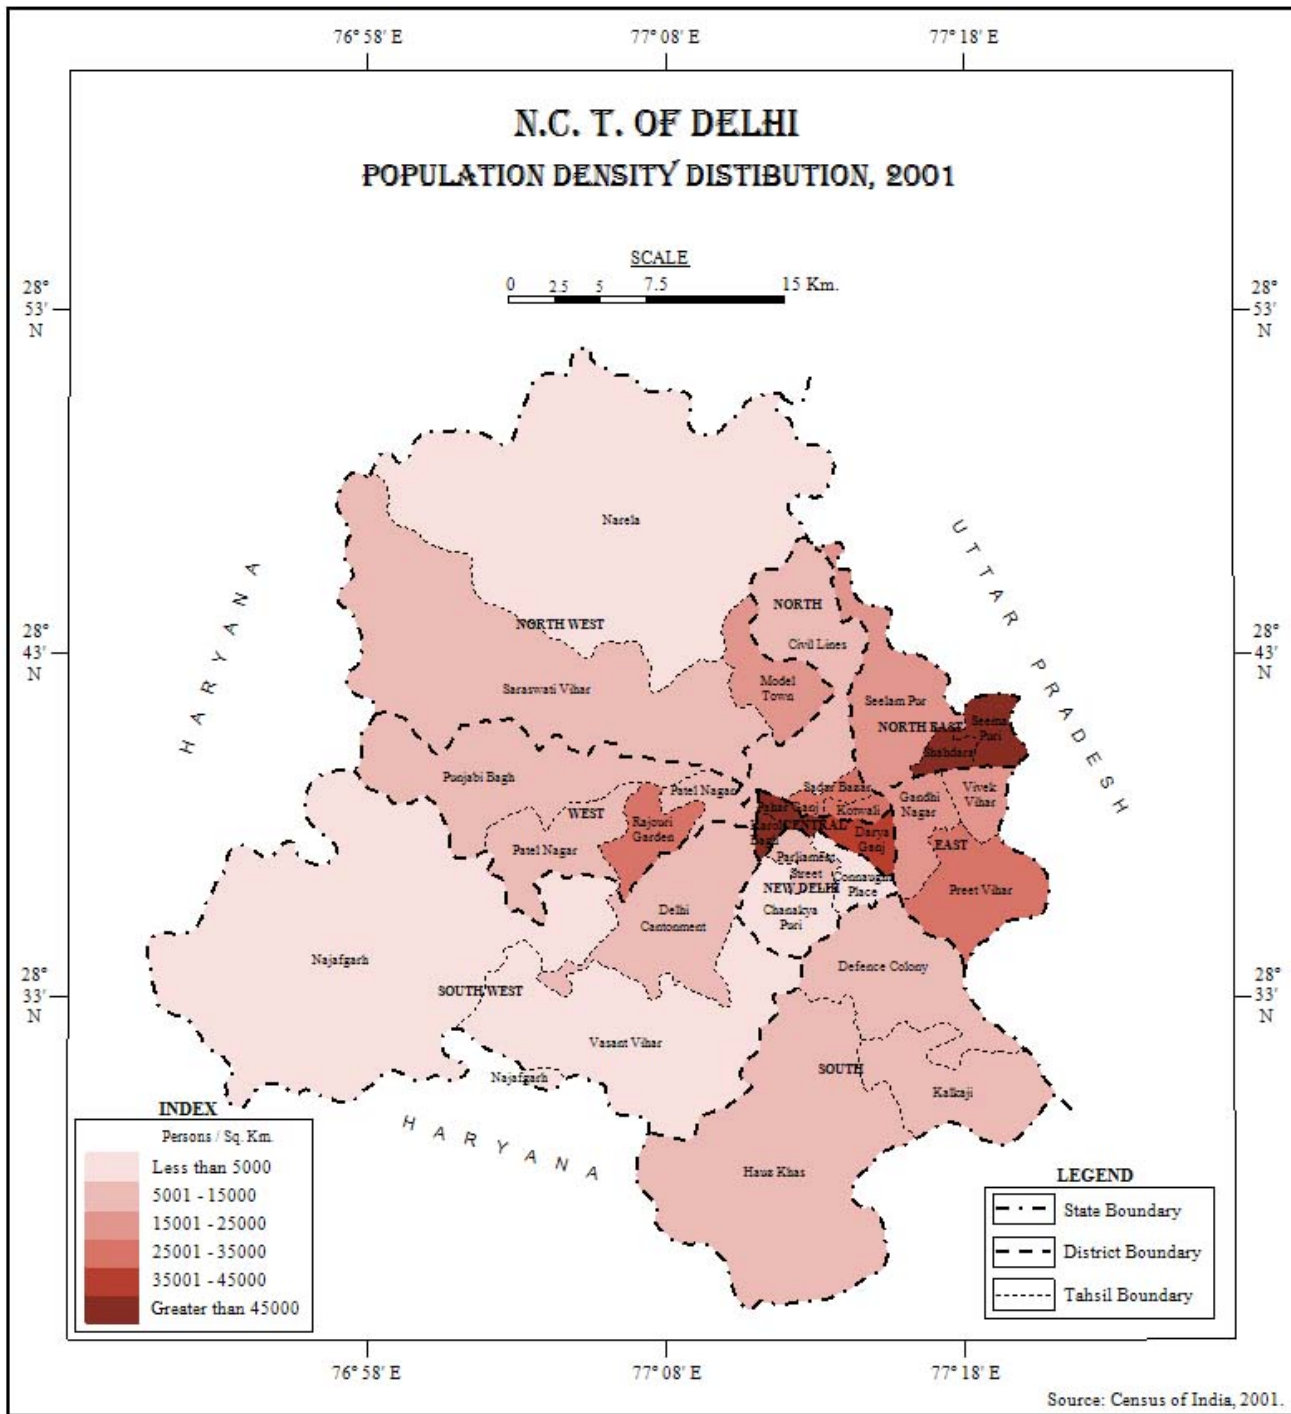 76° 58' E 77° 08' E 77° 18' E
N.C. T. OF DELHI
POPULATION DENSITY DISTIBUTION, 2001
SCALE
0 2.5 5 7.5 15 Km.
28°
53'
N
28°
53'
N
Narela
HARYANA
UTTAR PRADESH
NORTH
NORTH WEST
Civil Lines
28°
43'
N
28°
43'
N
Saraswati Vihar
Model
Town
Seelam Pur
NORTH EAST
Seema
Puri
Shahdara
Punjabi Bagh
Patel Nagar
Sadar Bazar
Gandhi
Nagar
Vivek
Vihar
WEST
Pahar Ganj
Kotwali
Rajouri
Garden
Karol
Bagh
CENTRAL
Darya
Ganj
EAST
Patel Nagar
Parliament
Street
Connaught
Place
NEW DELHI
Preet Vihar
Delhi
Cantonment
Chanakya
Puri
Najafgarh
Defence Colony
28°
33'
N
28°
33'
N
SOUTH WEST
Vasant Vihar
Najafgarh
SOUTH
Kalkaji
HARYANA
Hauz Khas
INDEX
Persons / Sq. Km.
Less than 5000
5001 - 15000
15001 - 25000
25001 - 35000
35001 - 45000
Greater than 45000
LEGEND
State Boundary
District Boundary
Tahsil Boundary
76° 58' E 77° 08' E 77° 18' E
Source: Census of India, 2001.